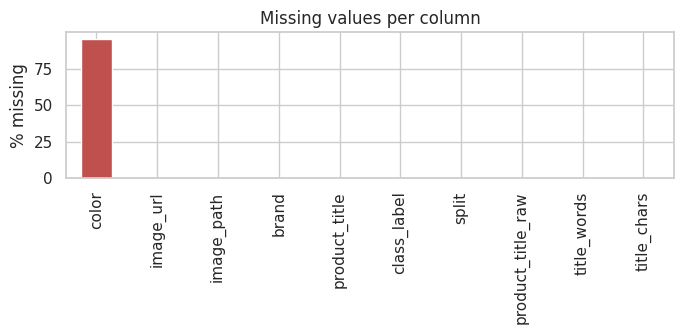 Missing values per column
% missing
75
50
25
0
color
image_url
image_path
brand
product_title
class_label
split
product_title_raw
title_words
title_chars